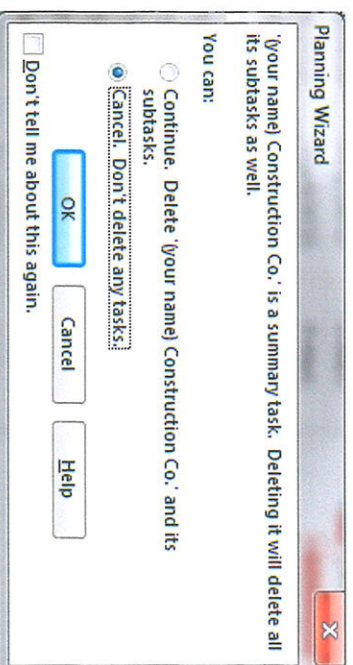 Planning Wizard
'(your name) Construction Co.' is a summary task. Deleting it will delete all
its subtasks as well.
You can:
Continue. Delete '(your name) Construction Co.' and its
subtasks.
Cancel. Don't delete any tasks.
OK Cancel Help
Don't tell me about this again.